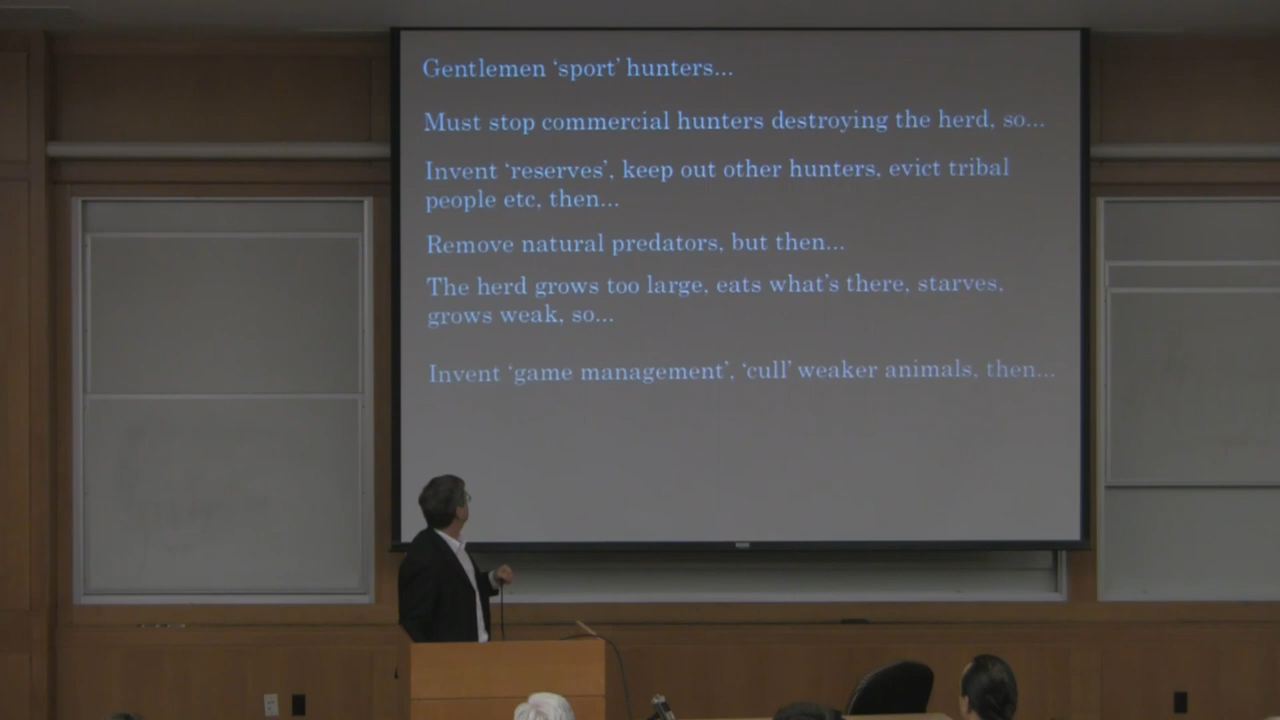 Gentlemen ‘sport’ hunters...
Must stop commercial hunters destroying the herd, so...
Invent ‘reserves’, keep out other hunters, evict tribal
people etc, then...
Remove natural predators, but then...
The herd grows too large, eats what’s there, starves,
grows weak, so...
Invent ‘game management’, ‘cull’ weaker animals, then...